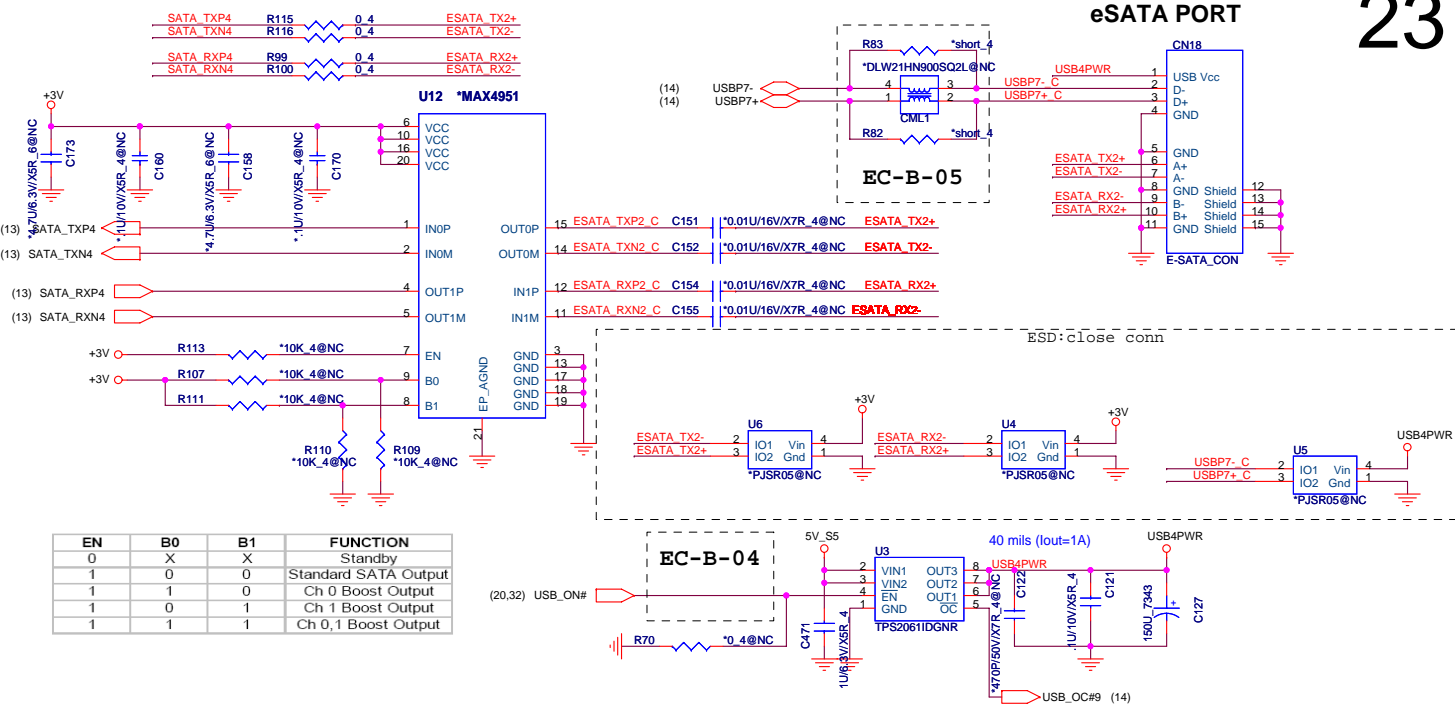 eSATA PORT
23
SATA_TXP4 R115 0_4 ESATA_TX2+
SATA_TXN4 R116 0_4 ESATA_TX2-
SATA_RXP4 R99 0_4 ESATA_RX2+
SATA_RXN4 R100 0_4 ESATA_RX2-
U12 *MAX4951
+3V
*4.7U/6.3V/X5R_6@NC
C173
*.1U/10V/X5R_4@NC
C160
*4.7U/6.3V/X5R_6@NC
C158
*.1U/10V/X5R_4@NC
C170
6 VCC
10 VCC
16 VCC
20 VCC
(13) SATA_TXP4 1 IN0P OUT0P 15 ESATA_TXP2_C C151 *0.01U/16V/X7R_4@NC ESATA_TX2+
(13) SATA_TXN4 2 IN0M OUT0M 14 ESATA_TXN2_C C152 *0.01U/16V/X7R_4@NC ESATA_TX2-
(13) SATA_RXP4 4 OUT1P IN1P 12 ESATA_RXP2_C C154 *0.01U/16V/X7R_4@NC ESATA_RX2+
(13) SATA_RXN4 5 OUT1M IN1M 11 ESATA_RXN2_C C155 *0.01U/16V/X7R_4@NC ESATA_RX2-
+3V R113 *10K_4@NC 7 EN
+3V R107 *10K_4@NC 9 B0
R111 *10K_4@NC 8 B1
GND 3
GND 13
GND 17
GND 18
GND 19
EP_AGND
21
R110
*10K_4@NC
R109
*10K_4@NC
R83 *short_4
*DLW21HN900SQ2L@NC
(14) USBP7- 4 3 USBP7-_C
(14) USBP7+ 1 2 USBP7+_C
CML1
R82 *short_4
EC-B-05
CN18
USB4PWR 1 USB Vcc
2 D-
3 D+
4 GND
5 GND
ESATA_TX2+ 6 A+
ESATA_TX2- 7 A-
8 GND Shield 12
ESATA_RX2- 9 B- Shield 13
ESATA_RX2+ 10 B+ Shield 14
11 GND Shield 15
E-SATA_CON
ESD:close conn
U6
+3V
ESATA_TX2- 2 IO1 Vin 4
ESATA_TX2+ 3 IO2 Gnd 1
*PJSR05@NC
U4
+3V
ESATA_RX2- 2 IO1 Vin 4
ESATA_RX2+ 3 IO2 Gnd 1
*PJSR05@NC
U5
USB4PWR
USBP7-_C 2 IO1 Vin 4
USBP7+_C 3 IO2 Gnd 1
*PJSR05@NC
EN B0 B1 FUNCTION
0 X X Standby
1 0 0 Standard SATA Output
1 1 0 Ch 0 Boost Output
1 0 1 Ch 1 Boost Output
1 1 1 Ch 0,1 Boost Output
EC-B-04
(20,32) USB_ON#
R70 *0_4@NC
5V_S5
C471
1U/6.3V/X5R_4
U3
2 VIN1 OUT3 8
3 VIN2 OUT2 7
4 EN OUT1 6
1 GND OC 5
TPS2061IDGNR
40 mils (Iout=1A)
USB4PWR
USB4PWR
*470P/50V/X7R_4@NC
C122
.1U/10V/X5R_4
C121
150U_7343
+
C127
USB_OC#9 (14)